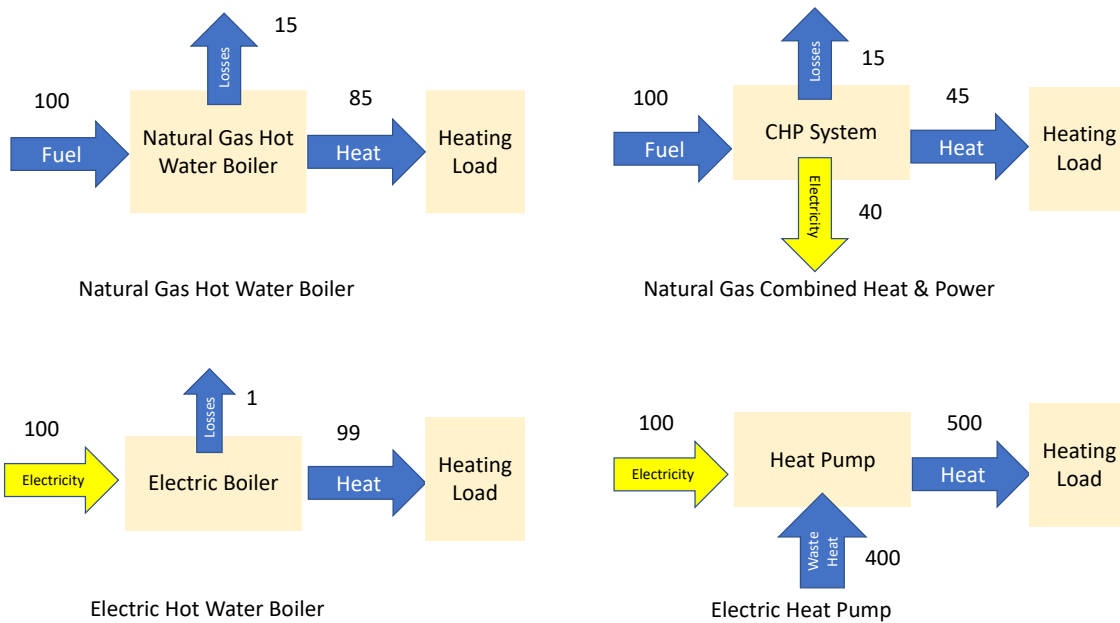 15
100
85
Losses
Fuel
Natural Gas Hot
Water Boiler
Heat
Heating
Load
Natural Gas Hot Water Boiler
15
100
45
Losses
Fuel
CHP System
Heat
Heating
Load
Electricity
40
Natural Gas Combined Heat & Power
1
100
99
Losses
Electricity
Electric Boiler
Heat
Heating
Load
Electric Hot Water Boiler
100
500
Electricity
Heat Pump
Heat
Heating
Load
Waste
Heat
400
Electric Heat Pump